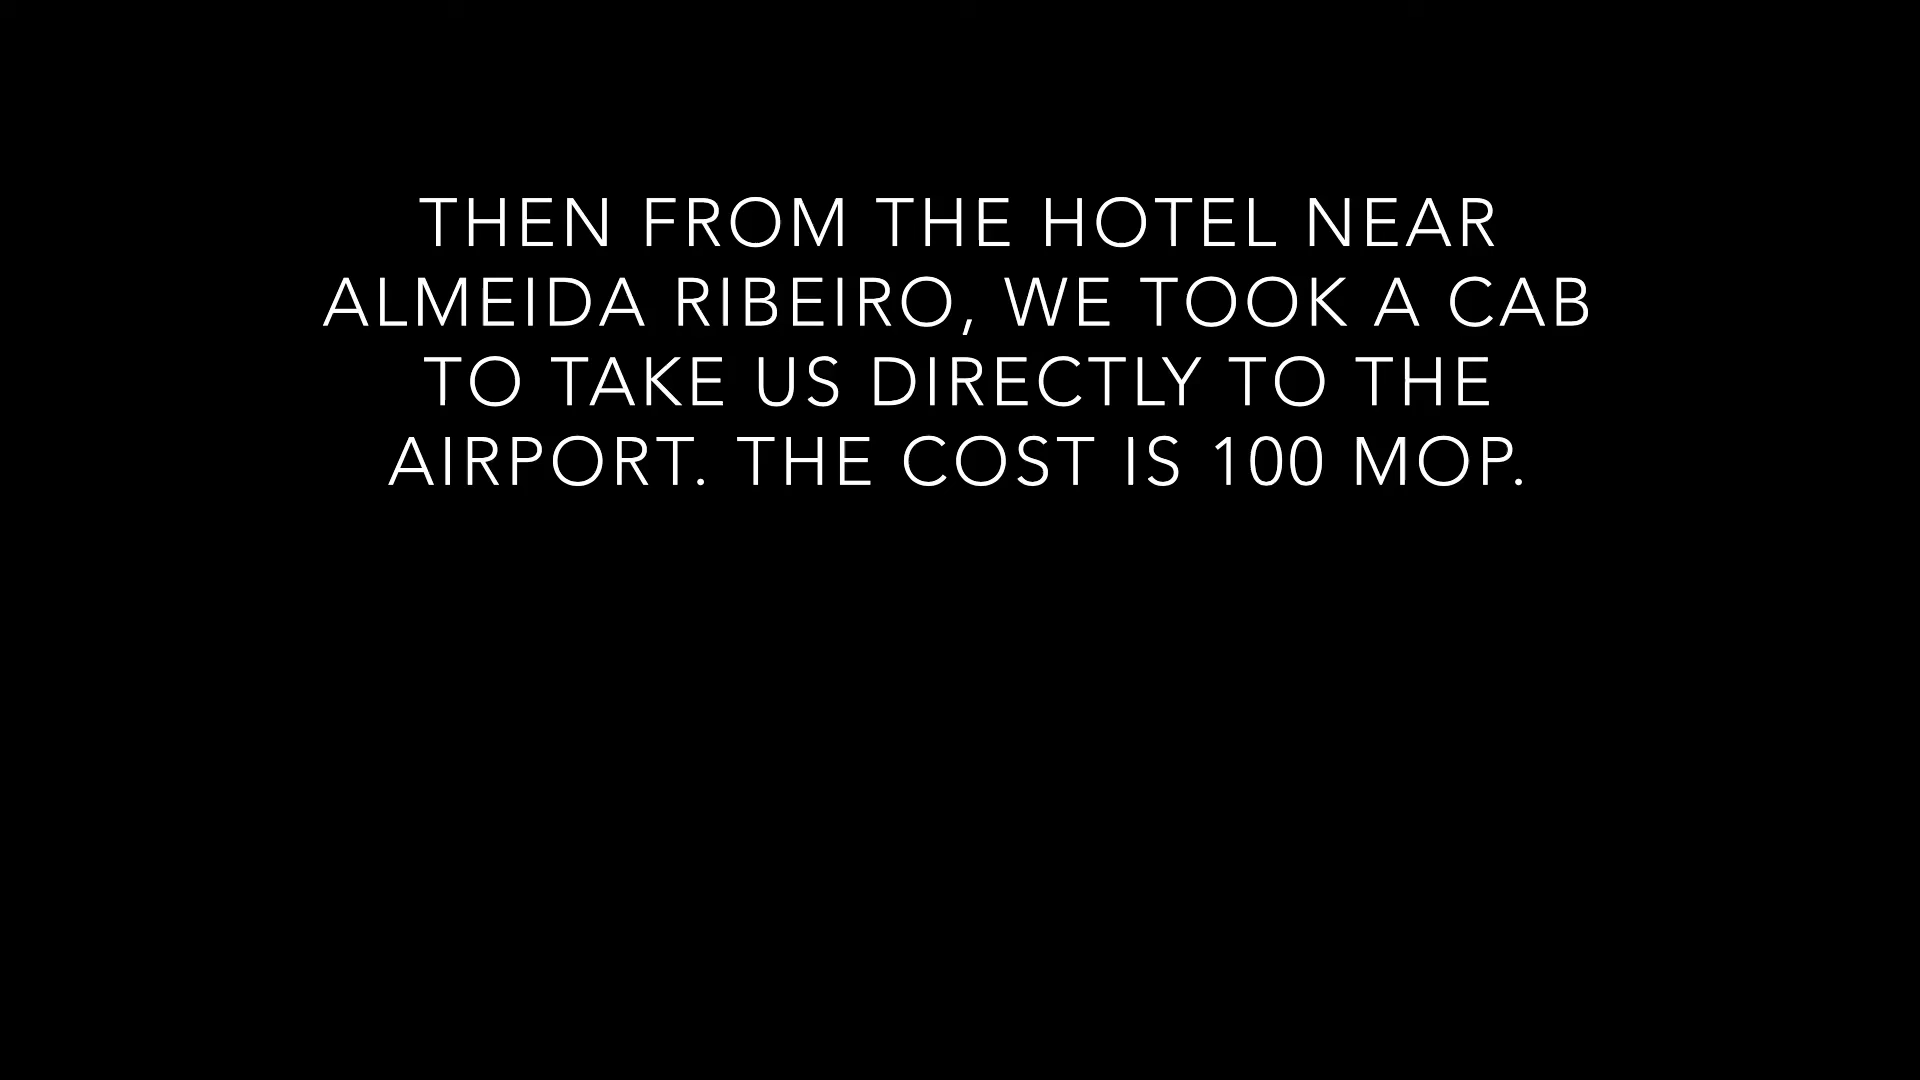 THEN FROM THE HOTEL NEAR
ALMEIDA RIBEIRO, WE TOOK A CAB
TO TAKE US DIRECTLY TO THE
AIRPORT. THE COST IS 100 MOP.